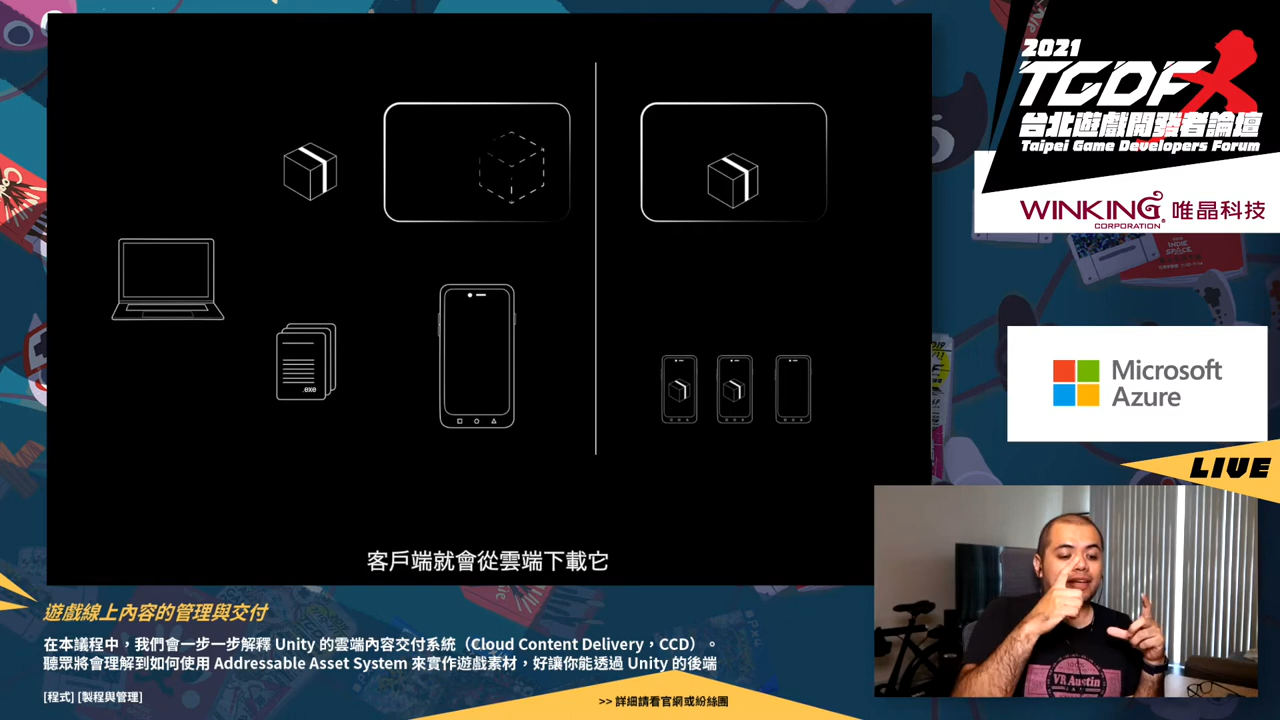 2021
TGDF X
台北遊戲開發者論壇
Taipei Game Developers Forum
WINKING
CORPORATION
唯晶科技
INDIE
SPACE
Microsoft
Azure
LIVE
.exe
客戶端就會從雲端下載它
VR Austin
遊戲線上內容的管理與交付
在本議程中，我們會一步一步解釋 Unity 的雲端內容交付系統（Cloud Content Delivery，CCD）。
聽眾將會理解到如何使用 Addressable Asset System 來實作遊戲素材，好讓你能透過 Unity 的後端
[程式] [製程與管理]
>> 詳細請看官網或紛絲團